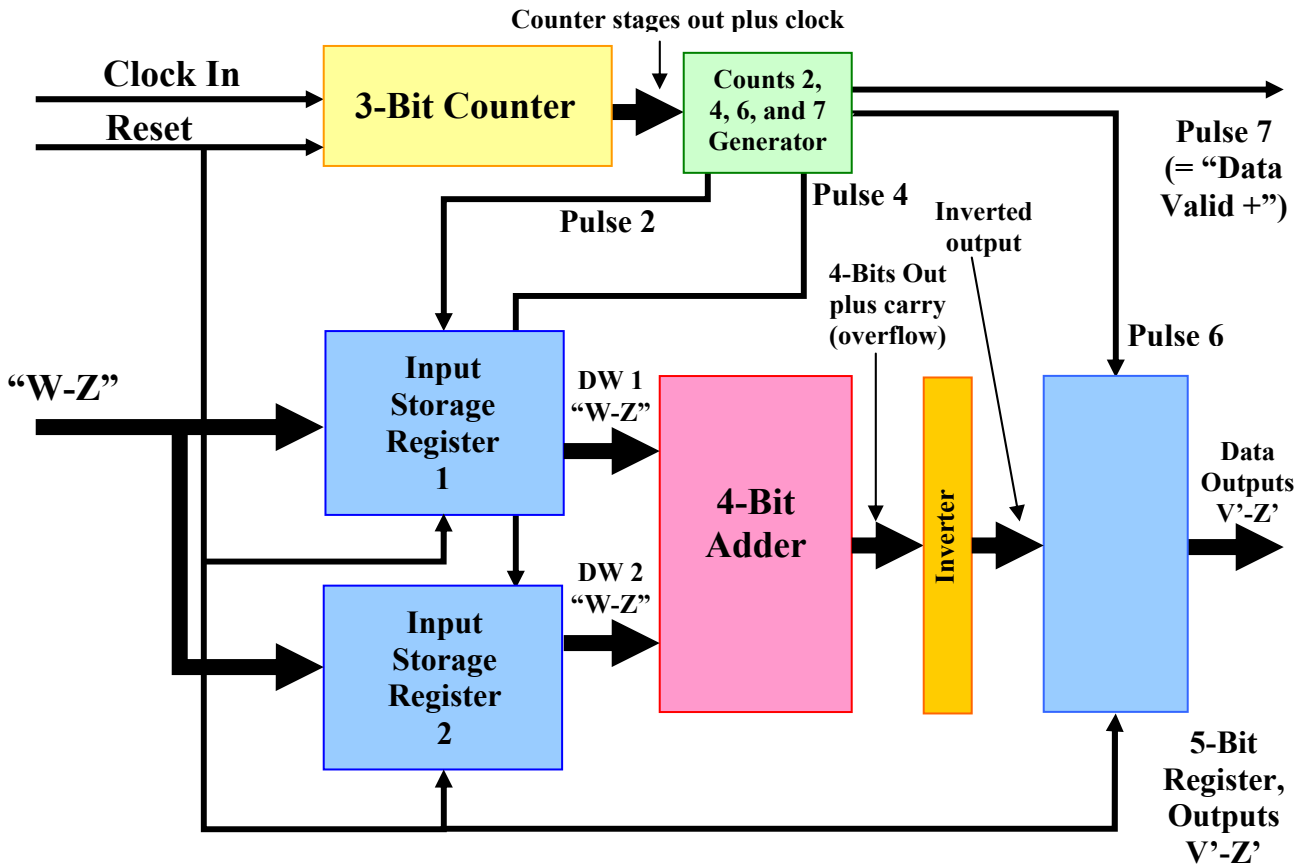 Counter stages out plus clock
Clock In
Reset
3-Bit Counter
Counts 2,
4, 6, and 7
Generator
Pulse 7
(= “Data
Valid +”)
Pulse 2
Pulse 4
Inverted
output
4-Bits Out
plus carry
(overflow)
Pulse 6
“W-Z”
Input
Storage
Register
1
DW 1
“W-Z”
4-Bit
Adder
Inverter
Data
Outputs
V’-Z’
Input
Storage
Register
2
DW 2
“W-Z”
5-Bit
Register,
Outputs
V’-Z’